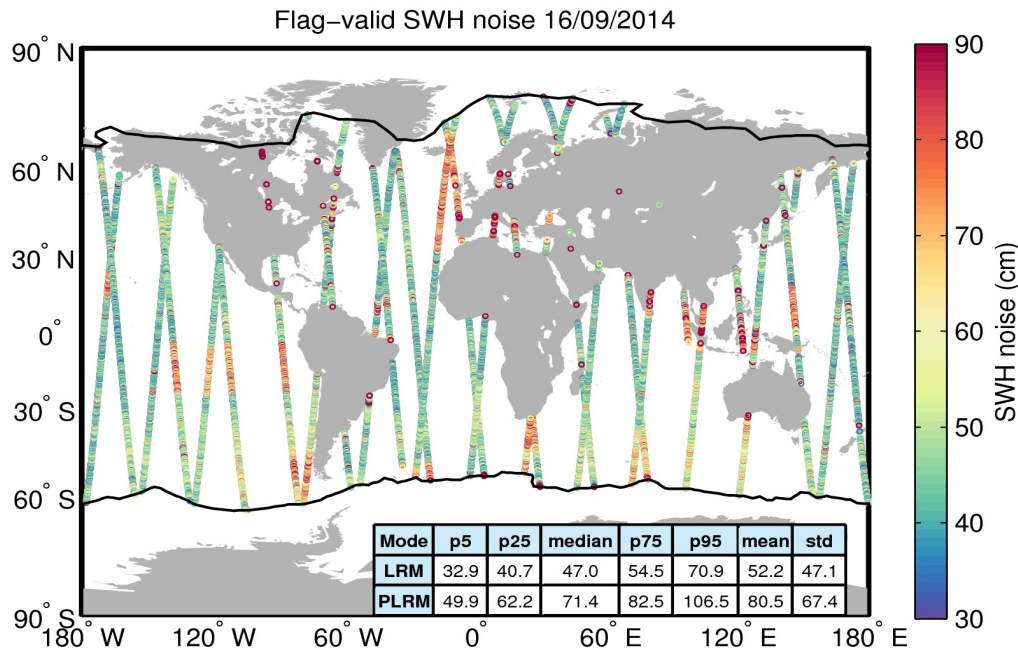 Flag−valid SWH noise 16/09/2014
90° N
60° N
30° N
0°
30° S
60° S
90° S
180° W
120° W
60° W
0°
60° E
120° E
180° E
90
80
70
60
50
40
30
SWH noise (cm)
Mode p5 p25 median p75 p95 mean std
LRM 32.9 40.7 47.0 54.5 70.9 52.2 47.1
PLRM 49.9 62.2 71.4 82.5 106.5 80.5 67.4